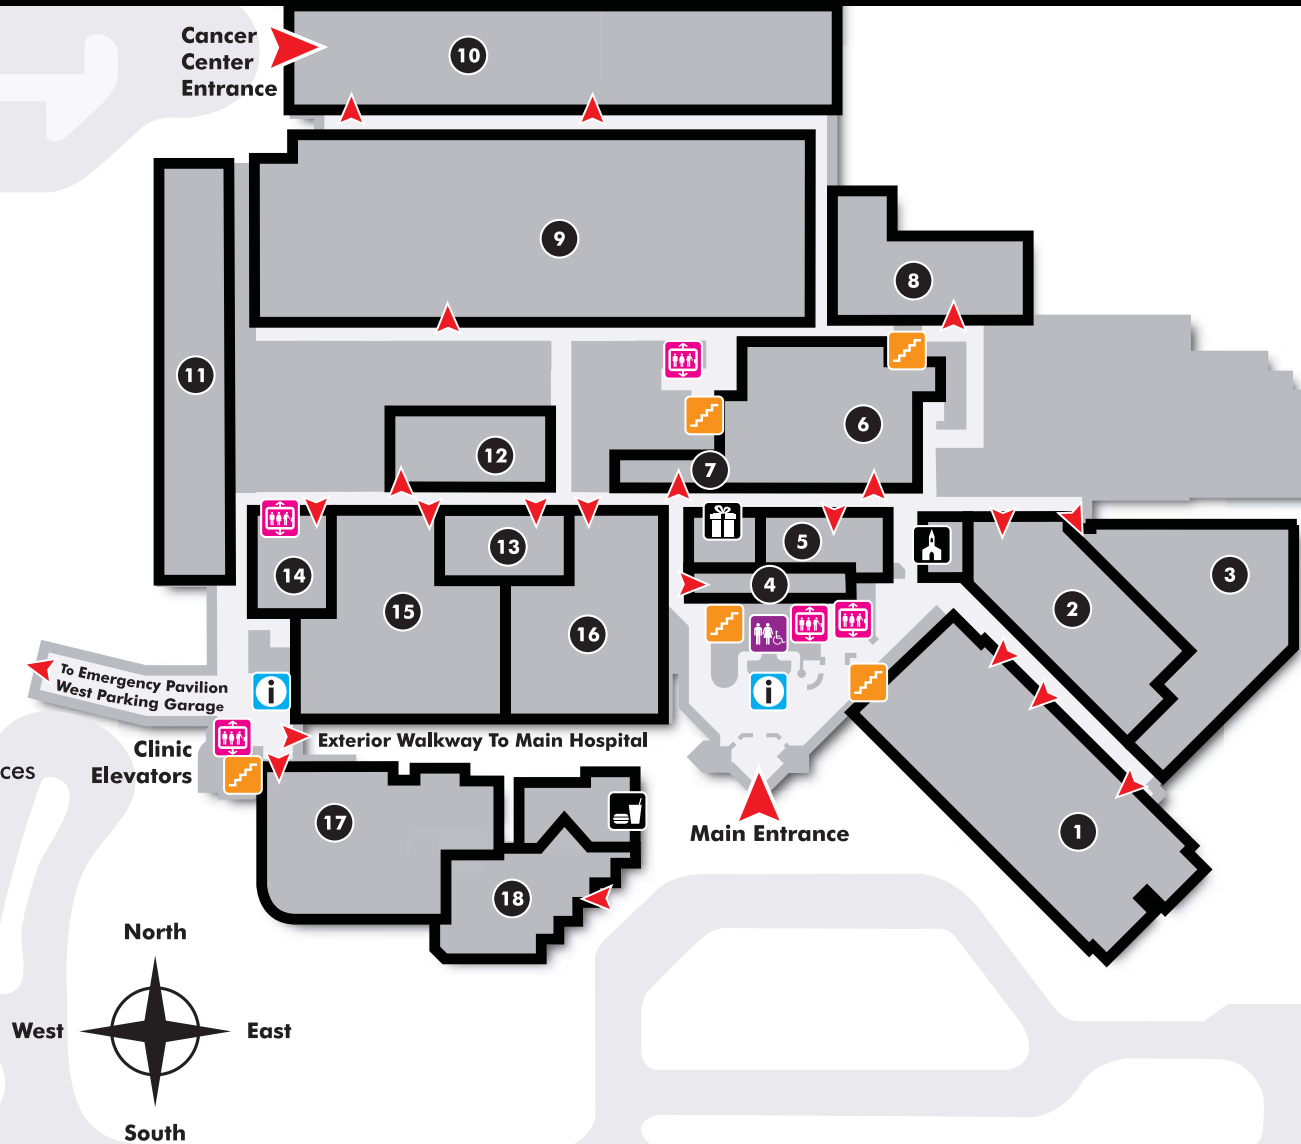 Cancer
Center
Entrance
10
9
8
11
6
12
7
5
13
14
4
3
2
15
16
To Emergency Pavilion
West Parking Garage
i
i
Exterior Walkway To Main Hospital
Clinic
Elevators
ces
17
Main Entrance
1
18
North
West
East
South